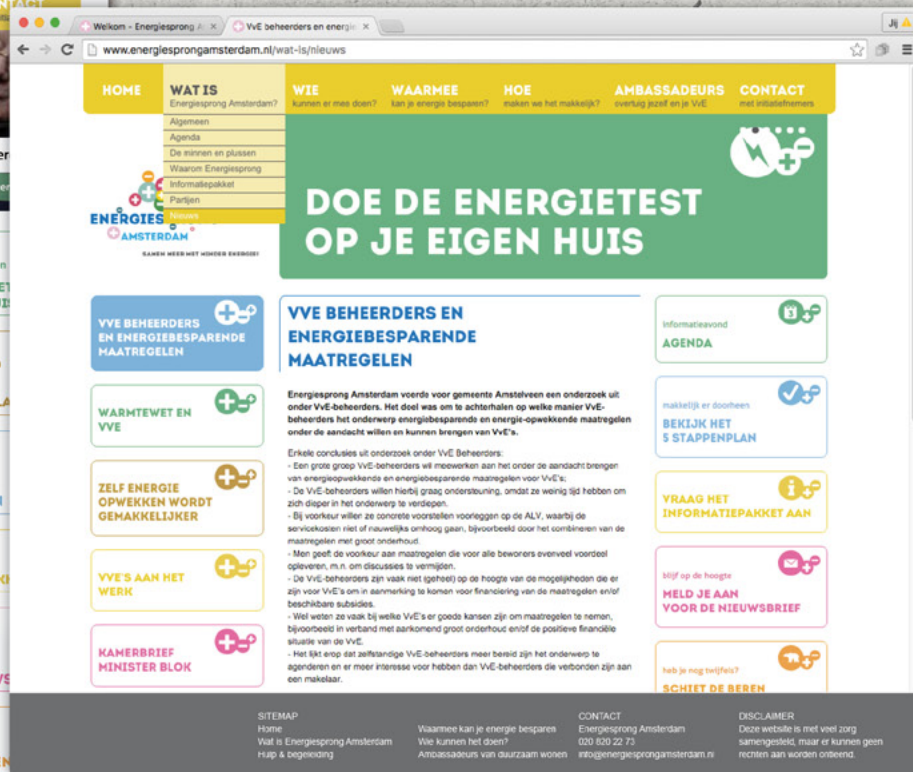 Welkom - Energiesprong A
VvE beheerders en energie
Jij
www.energiesprongamsterdam.nl/wat-is/nieuws
HOME
WAT IS
Energiesprong Amsterdam?
WIE
kunnen er mee doen?
WAARMEE
kan je energie besparen?
HOE
maken we het makkelijk?
AMBASSADEURS
overtuig jezelf en je VvE
CONTACT
met initiatiefnemers
Algemeen
Agenda
De minnen en plussen
Waarom Energiesprong
Informatiepakket
Partijen
Nieuws
ENERGIES
AMSTERDAM
SAMEN MEER MET MINDER ENERGIE!
DOE DE ENERGIETEST
OP JE EIGEN HUIS
VVE BEHEERDERS
EN ENERGIEBESPARENDE
MAATREGELEN
WARMTEWET EN
VVE
ZELF ENERGIE
OPWEKKEN WORDT
GEMAKKELIJKER
VVE'S AAN HET
WERK
KAMERBRIEF
MINISTER BLOK
VVE BEHEERDERS EN
ENERGIEBESPARENDE
MAATREGELEN
Energiesprong Amsterdam voerde voor gemeente Amstelveen een onderzoek uit
onder VvE-beheerders. Het doel was om te achterhalen op welke manier VvE-
beheerders het onderwerp energiebesparende en energie-opwekkende maatregelen
onder de aandacht willen en kunnen brengen van VvE's.
Enkele conclusies uit onderzoek onder VvE Beheerders:
- Een grote groep VvE-beheerders wil meewerken aan het onder de aandacht brengen
van energieopwekkende en energiebesparende maatregelen voor VvE's;
- De VvE-beheerders willen hierbij graag ondersteuning, omdat ze weinig tijd hebben om
zich dieper in het onderwerp te verdiepen.
- Bij voorkeur willen ze concrete voorstellen voorleggen op de ALV, waarbij de
servicekosten niet of nauwelijks omhoog gaan, bijvoorbeeld door het combineren van de
maatregelen met groot onderhoud.
- Men geeft de voorkeur aan maatregelen die voor alle bewoners evenveel voordeel
opleveren, m.n. om discussies te vermijden.
- De VvE-beheerders zijn vaak niet (geheel) op de hoogte van de mogelijkheden die er
zijn voor VvE's om in aanmerking te komen voor financiering van de maatregelen en/of
beschikbare subsidies.
- Wel weten ze vaak bij welke VvE's er goede kansen zijn om maatregelen te nemen,
bijvoorbeeld in verband met aankomend groot onderhoud en/of de positieve financiële
situatie van de VvE.
- Het lijkt erop dat zelfstandige VvE-beheerders meer bereid zijn het onderwerp te
agenderen en er meer interesse voor hebben dan VvE-beheerders die verbonden zijn aan
een makelaar.
informatieavond
AGENDA
makkelijk er doorheen
BEKIJK HET
5 STAPPENPLAN
VRAAG HET
INFORMATIEPAKKET AAN
blijf op de hoogte
MELD JE AAN
VOOR DE NIEUWSBRIEF
heb je nog twijfels?
SCHIET DE BEREN
SITEMAP
Home
Wat is Energiesprong Amsterdam
Hulp & begeleiding
Waarmee kan je energie besparen
Wie kunnen het doen?
Ambassadeurs van duurzaam wonen
CONTACT
Energiesprong Amsterdam
020 820 22 73
info@energiesprongamsterdam.nl
DISCLAIMER
Deze website is met veel zorg
samengesteld, maar er kunnen geen
rechten aan worden ontleend.